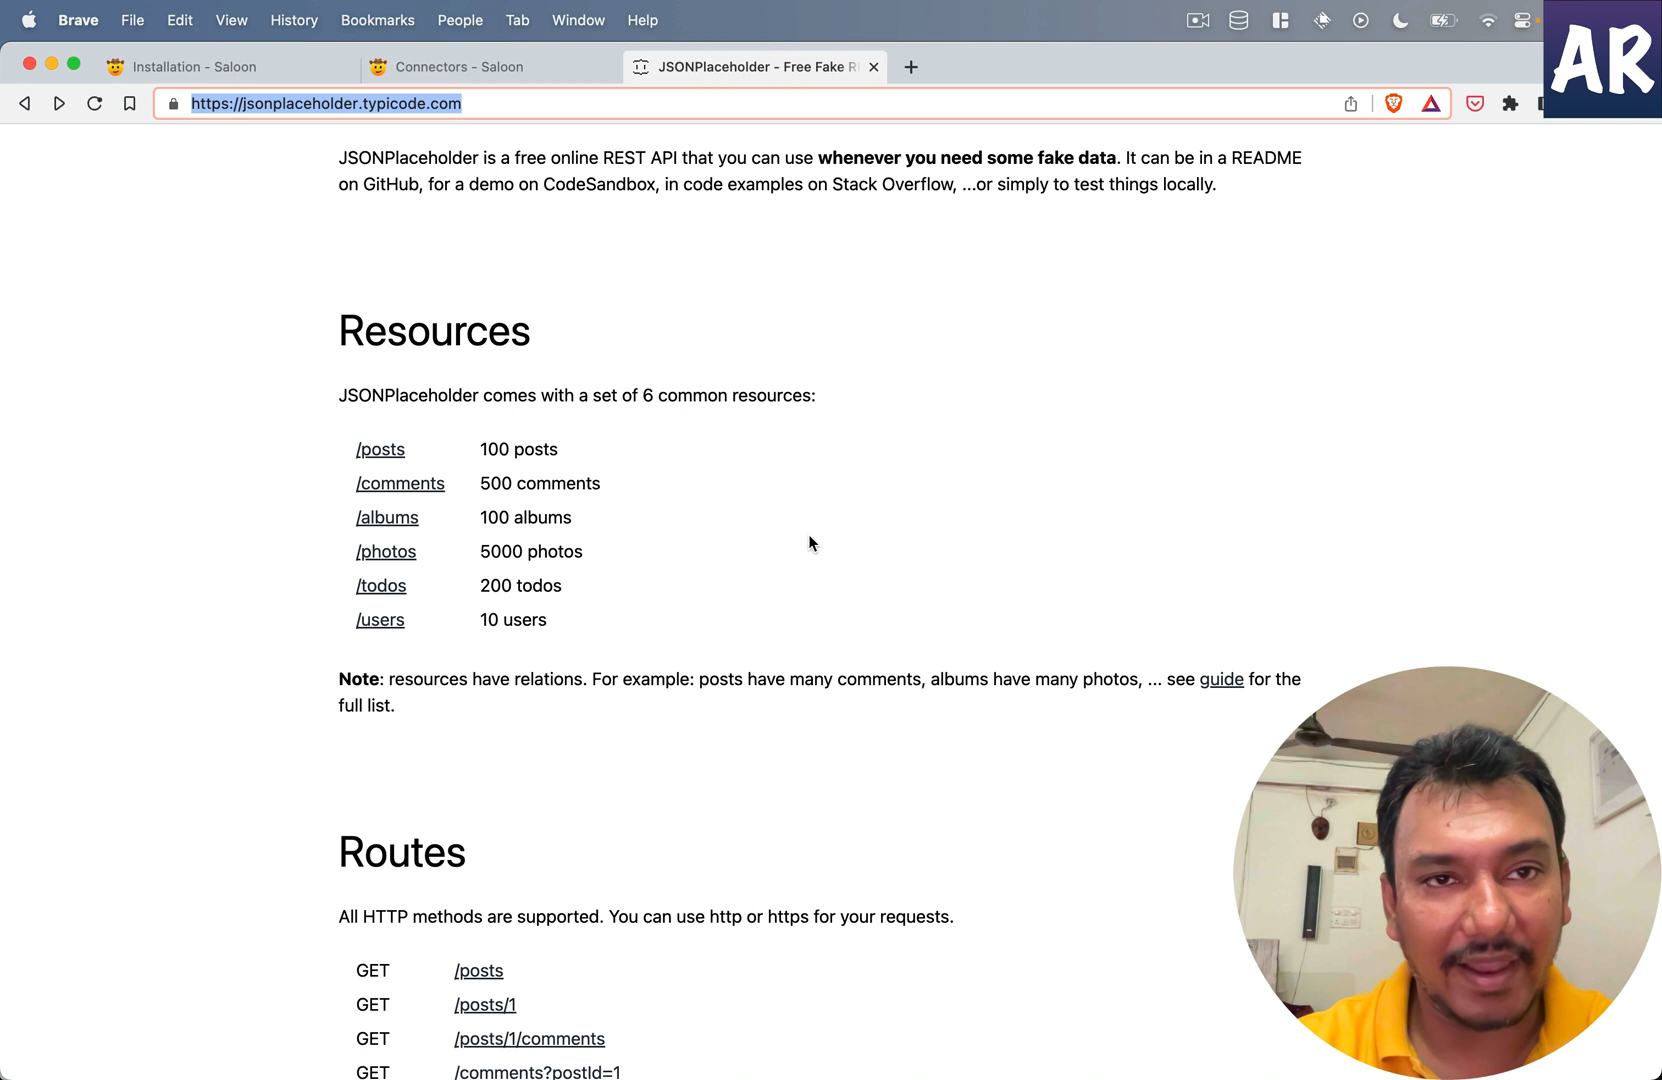 Brave File Edit View History Bookmarks People Tab Window Help
AR
Installation - Saloon
Connectors - Saloon
JSONPlaceholder - Free Fake R
https://jsonplaceholder.typicode.com
JSONPlaceholder is a free online REST API that you can use whenever you need some fake data. It can be in a README
on GitHub, for a demo on CodeSandbox, in code examples on Stack Overflow, ...or simply to test things locally.
Resources
JSONPlaceholder comes with a set of 6 common resources:
/posts 100 posts
/comments 500 comments
/albums 100 albums
/photos 5000 photos
/todos 200 todos
/users 10 users
Note: resources have relations. For example: posts have many comments, albums have many photos, ... see guide for the
full list.
Routes
All HTTP methods are supported. You can use http or https for your requests.
GET /posts
GET /posts/1
GET /posts/1/comments
GET /comments?postId=1